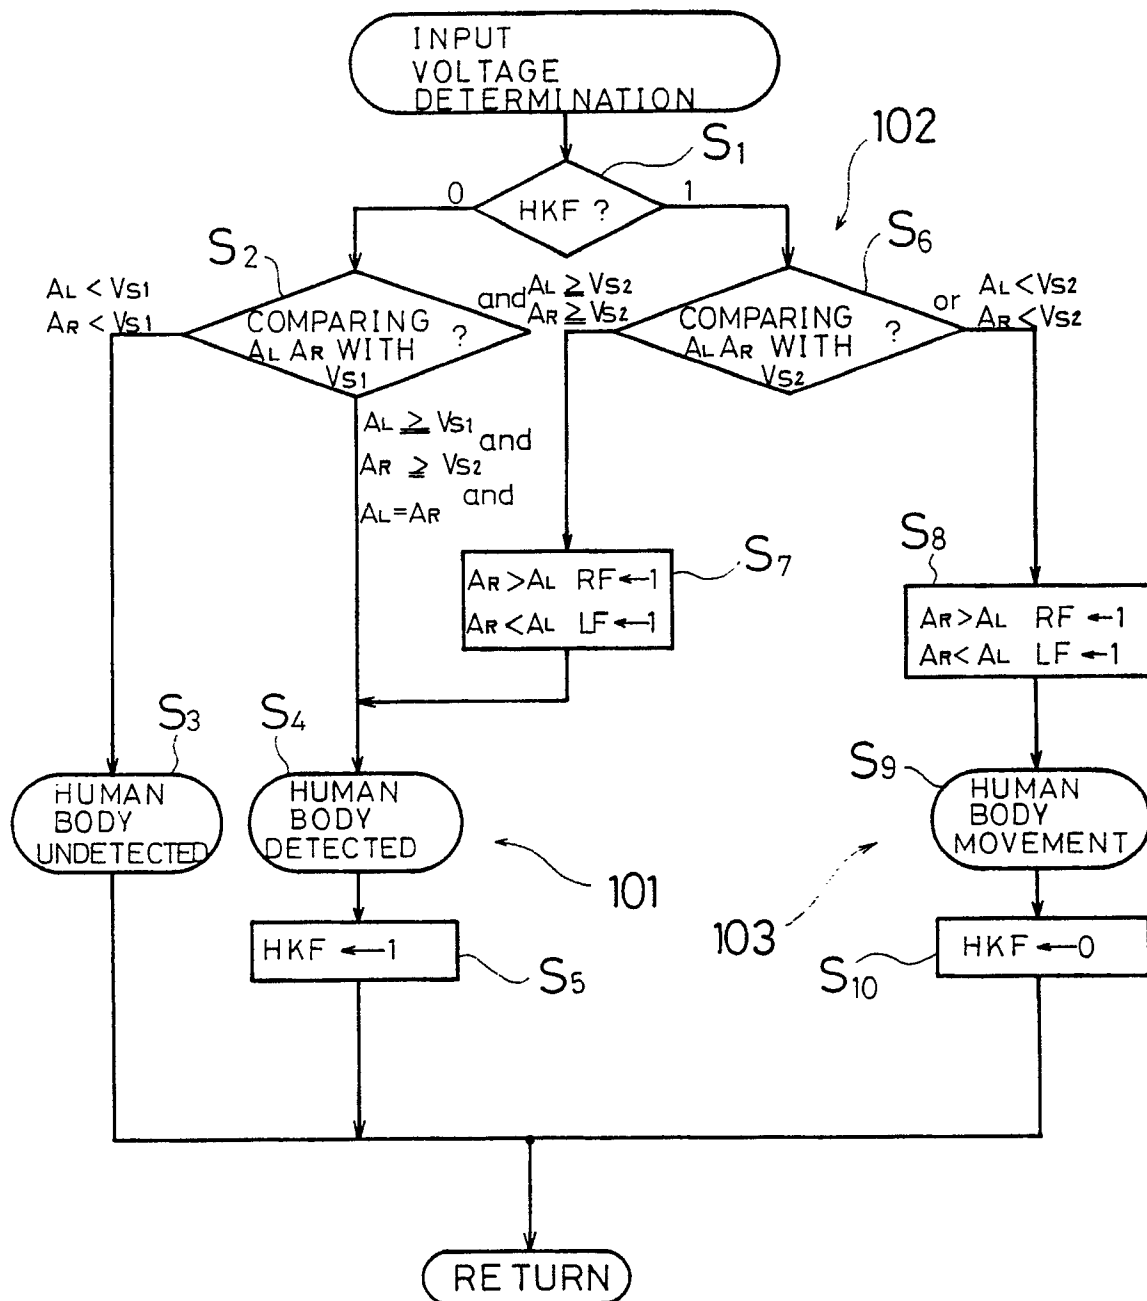 INPUT
VOLTAGE
DETERMINATION
S1
102
0
HKF ?
1
S2
S6
AL < VS1
AR < VS1
COMPARING
AL AR WITH
VS1
?
and
AL ≧ VS2
AR ≧ VS2
COMPARING
AL AR WITH
VS2
?
or
AL < VS2
AR < VS2
AL ≧ VS1
and
AR ≧ VS2
and
AL = AR
S7
AR > AL RF ← 1
AR < AL LF ← 1
S8
AR > AL RF ← 1
AR < AL LF ← 1
S3
HUMAN
BODY
UNDETECTED
S4
HUMAN
BODY
DETECTED
101
S9
HUMAN
BODY
MOVEMENT
103
HKF ← 1
S5
HKF ← 0
S10
RETURN